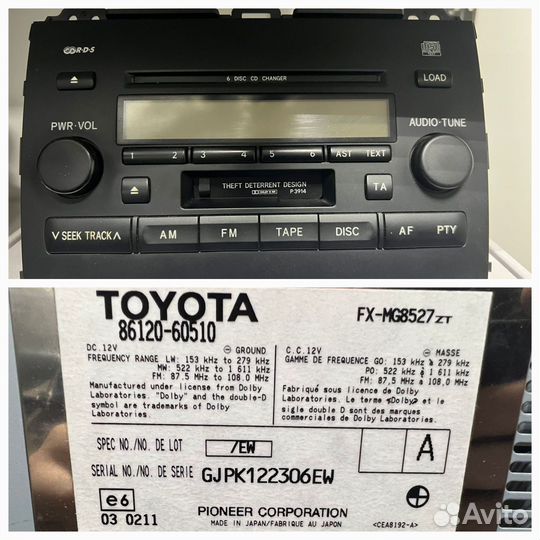 R·D·S
6 DISC CD CHANGER
LOAD
PWR·VOL
AUDIO·TUNE
1 2 3 4 5 6 AST TEXT
THEFT DETERRENT DESIGN
P3914
TA
∨ SEEK TRACK ∧ AM FM TAPE DISC AF PTY
TOYOTA
86120-60510
FX-MG8527ZT
DC. 12V ⊖ GROUND
FREQUENCY RANGE LW: 153 kHz to 279 kHz
MW: 522 kHz to 1 611 kHz
FM: 87.5 MHz to 108.0 MHz
Manufactured under license from Dolby
Laboratories. "Dolby" and the double-D
symbol are trademarks of Dolby
Laboratories.
C.C. 12V ⊖ MASSE
GAMME DE FREQUENCE GO: 153 kHz à 279 kHz
PO: 522 kHz à 1 611 kHz
FM: 87,5 MHz à 108,0 MHz
Fabriqué sous licence de Dolby
Laboratories. Le terme «Dolby» et le
sigle double D sont des marques
commerciales de Dolby Laboratories.
SPEC NO./NO. DE LOT /EW
A
SERIAL NO./NO. DE SERIE GJPK122306EW
e6
03 0211
PIONEER CORPORATION
MADE IN JAPAN/FABRIQUE AU JAPON
<CEA8192-A>
Avito